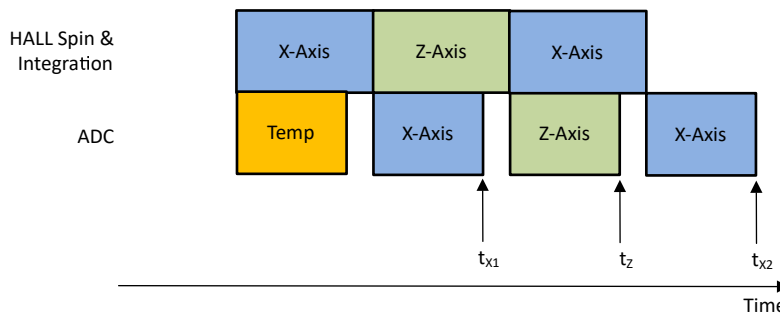 HALL Spin &
Integration
X-Axis Z-Axis X-Axis
ADC
Temp X-Axis Z-Axis X-Axis
tX1 tZ tX2
Time